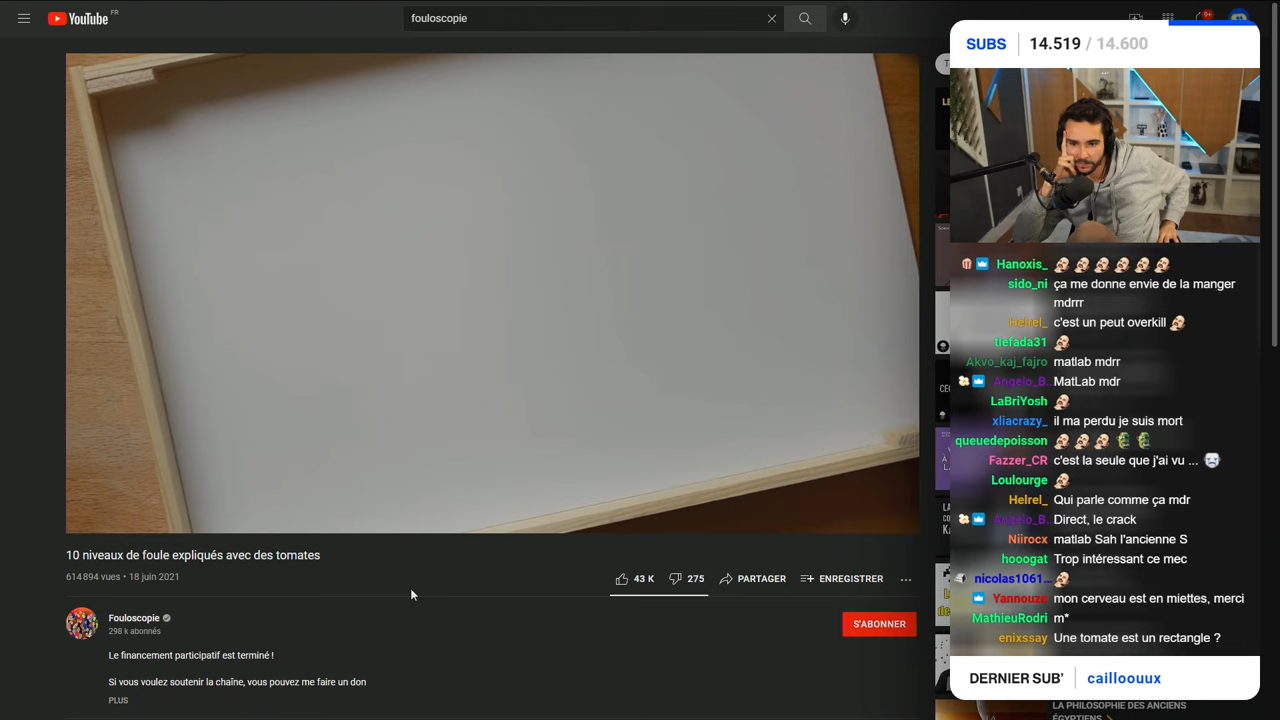 YouTube FR
fouloscopie
9+
SUBS 14.519 / 14.600
Hanoxis_
sido_ni ça me donne envie de la manger
mdrrr
Helrel_ c'est un peut overkill
tiefada31
Akvo_kaj_fajro matlab mdrr
Angelo_B... MatLab mdr
LaBriYosh
xliacrazy_ il ma perdu je suis mort
queuedepoisson
Fazzer_CR c'est la seule que j'ai vu ...
Loulourge
Helrel_ Qui parle comme ça mdr
Angelo_B... Direct, le crack
Niirocx matlab Sah l'ancienne S
hooogat Trop intéressant ce mec
nicolas1061...
Yannouze mon cerveau est en miettes, merci
MathieuRodri m*
enixssay Une tomate est un rectangle ?
DERNIER SUB' cailloouux
10 niveaux de foule expliqués avec des tomates
614 894 vues • 18 juin 2021
43 K 275 PARTAGER ENREGISTRER
Fouloscopie
298 k abonnés
S'ABONNER
Le financement participatif est terminé !
Si vous voulez soutenir la chaîne, vous pouvez me faire un don
PLUS
LA PHILOSOPHIE DES ANCIENS
ÉGYPTIENS